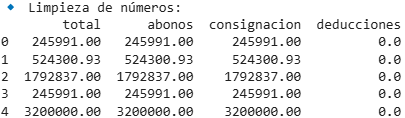 🔹 Limpieza de números:
total abonos consignacion deducciones
0 245991.00 245991.00 245991.00 0.0
1 524300.93 524300.93 524300.93 0.0
2 1792837.00 1792837.00 1792837.00 0.0
3 245991.00 245991.00 245991.00 0.0
4 3200000.00 3200000.00 3200000.00 0.0